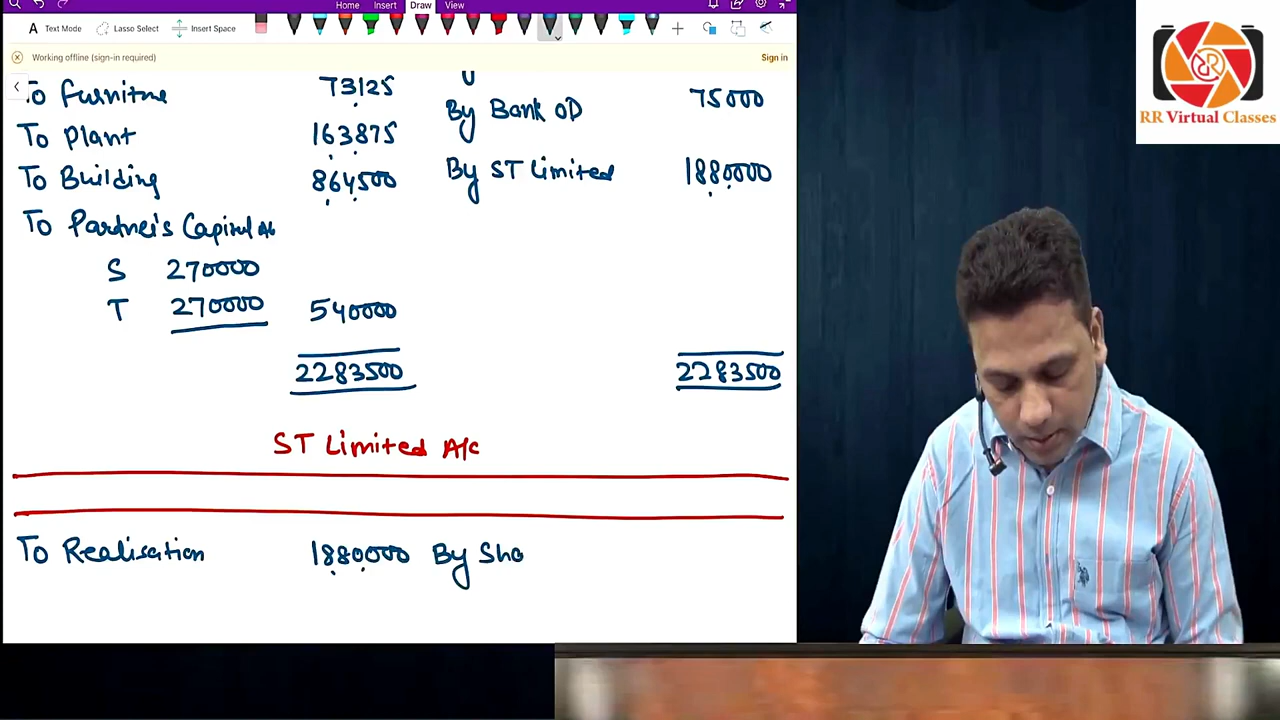 Home Insert Draw View
Text Mode Lasso Select Insert Space
Working offline (sign-in required) Sign in
To Furniture 73125
By Bank OD 75000
To Plant 163875
To Building 864500
By ST Limited 1880000
To Partner's Capital A/c
S 270000
T 270000 540000
2283500 2283500
ST Limited A/c
To Realisation 1880000 By Sha
RR Virtual Classes